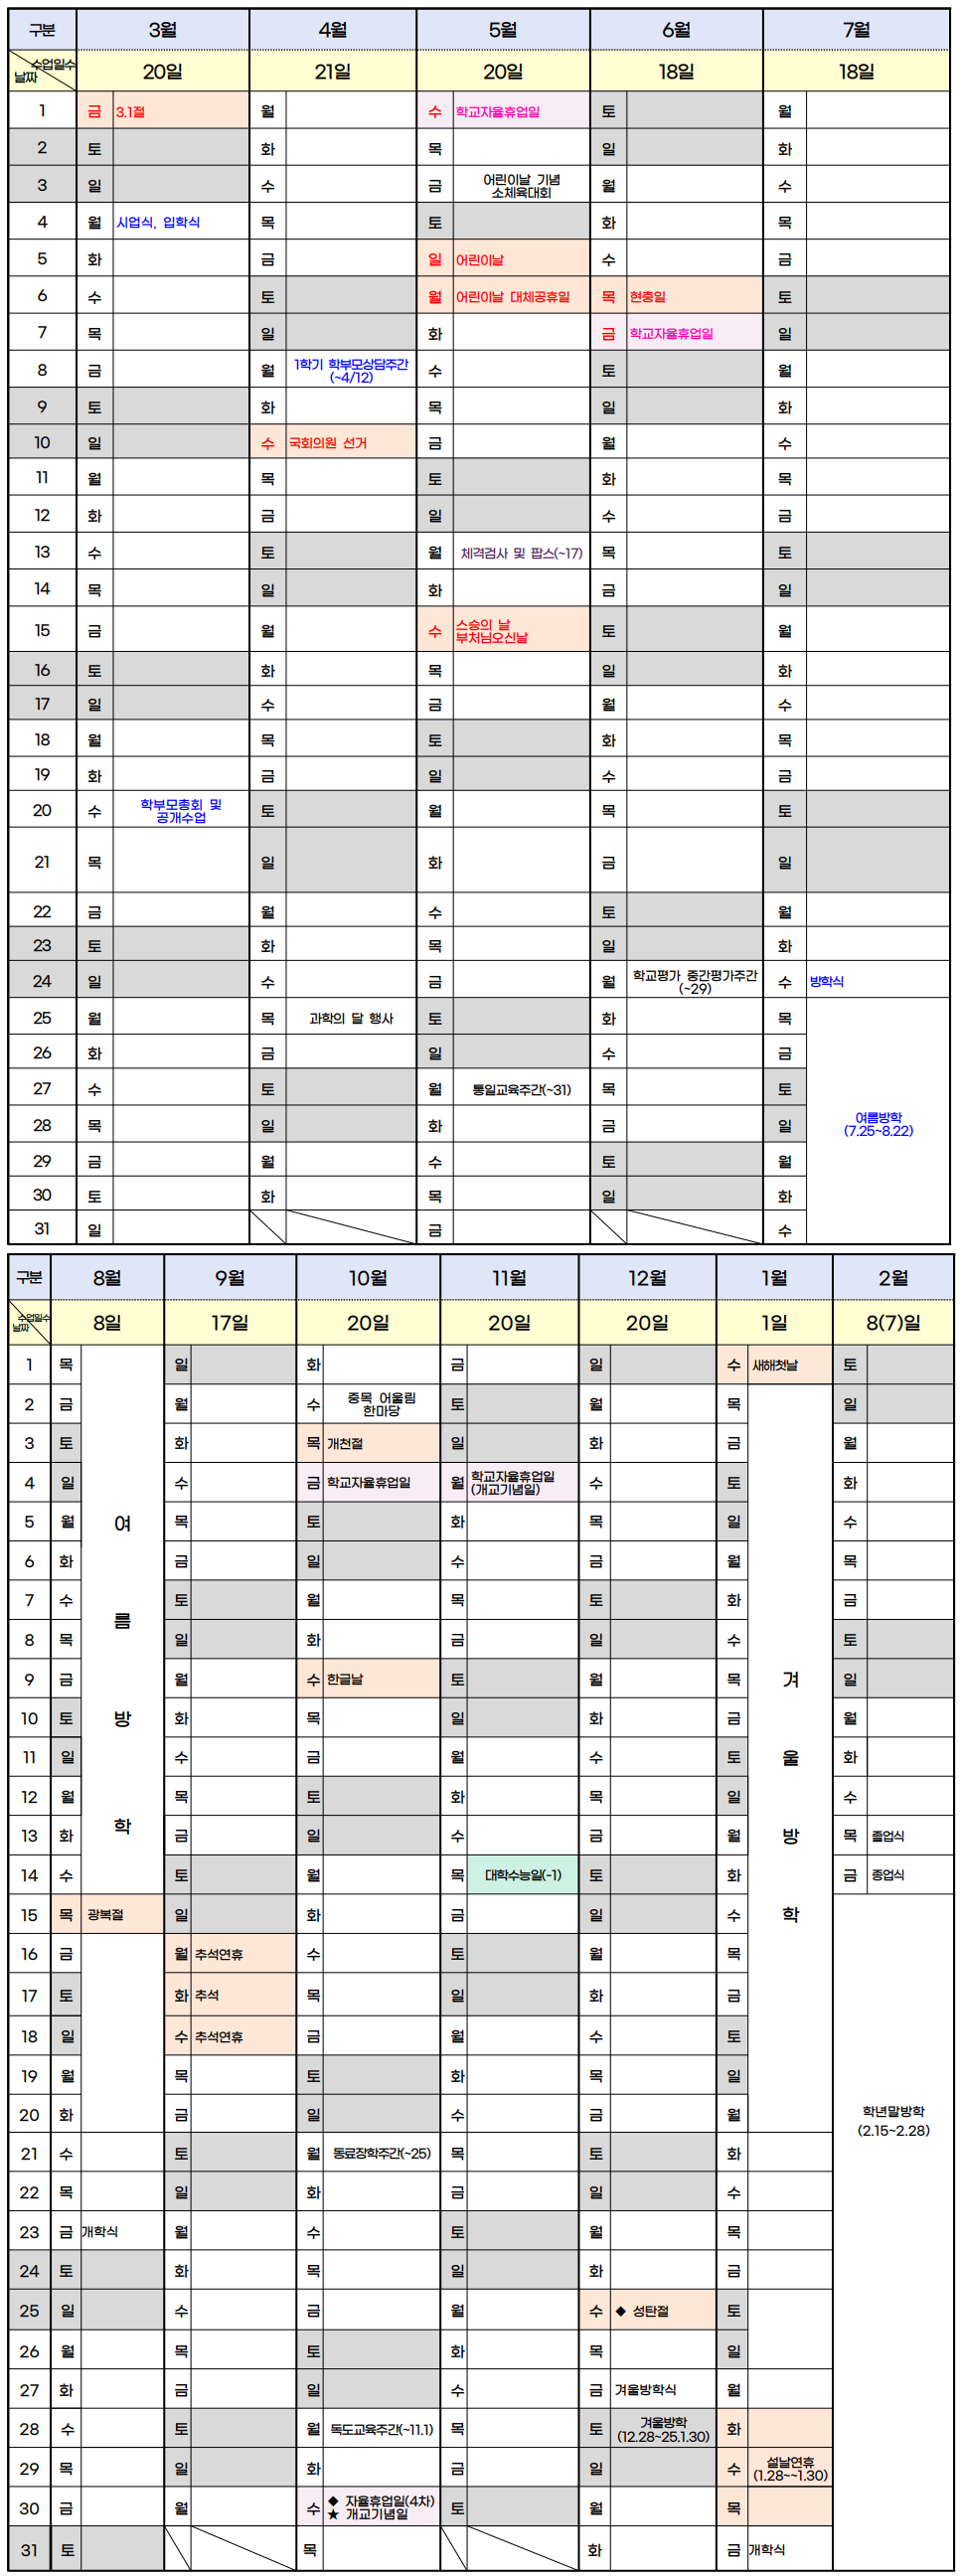 구분 3월 4월 5월 6월 7월
수업일수
날짜 20일 21일 20일 18일 18일
1 금 3.1절 월 수 학교자율휴업일 토 월
2 토 화 목 일 화
3 일 수 금 어린이날 기념
소체육대회 월 수
4 월 시업식, 입학식 목 토 화 목
5 화 금 일 어린이날 수 금
6 수 토 월 어린이날 대체공휴일 목 현충일 토
7 목 일 화 금 학교자율휴업일 일
8 금 월 1학기 학부모상담주간
(~4/12) 수 토 월
9 토 화 목 일 화
10 일 수 국회의원 선거 금 월 수
11 월 목 토 화 목
12 화 금 일 수 금
13 수 토 월 체격검사 및 팝스(~17) 목 토
14 목 일 화 금 일
15 금 월 수 스승의 날
부처님오신날 토 월
16 토 화 목 일 화
17 일 수 금 월 수
18 월 목 토 화 목
19 화 금 일 수 금
20 수 학부모총회 및
공개수업 토 월 목 토
21 목 일 화 금 일
22 금 월 수 토 월
23 토 화 목 일 화
24 일 수 금 월 학교평가 중간평가주간
(~29) 수 방학식
25 월 목 과학의 달 행사 토 화 목
26 화 금 일 수 금
27 수 토 월 통일교육주간(~31) 목 토
28 목 일 화 금 일 여름방학
(7.25~8.22)
29 금 월 수 토 월
30 토 화 목 일 화
31 일 금 수
구분 8월 9월 10월 11월 12월 1월 2월
수업일수
날짜 8일 17일 20일 20일 20일 1일 8(7)일
1 목 일 화 금 일 수 새해첫날 토
2 금 월 수 중목 어울림
한마당 토 월 목 일
3 토 화 목 개천절 일 화 금 월
4 일 수 금 학교자율휴업일 월 학교자율휴업일
(개교기념일) 수 토 화
5 월 여 목 토 화 목 일 수
6 화 금 일 수 금 월 목
7 수 토 월 목 토 화 금
8 목 름 일 화 금 일 수 토
9 금 월 수 한글날 토 월 목 겨 일
10 토 방 화 목 일 화 금 월
11 일 수 금 월 수 토 울 화
12 월 목 토 화 목 일 수
13 화 학 금 일 수 금 월 방 목 졸업식
14 수 토 월 목 대학수능일(-1) 토 화 금 종업식
15 목 광복절 일 화 금 일 수 학
16 금 월 추석연휴 수 토 월 목
17 토 화 추석 목 일 화 금
18 일 수 추석연휴 금 월 수 토
19 월 목 토 화 목 일
20 화 금 일 수 금 월 학년말방학
(2.15~2.28)
21 수 토 월 동료장학주간(~25) 목 토 화
22 목 일 화 금 일 수
23 금 개학식 월 수 토 월 목
24 토 화 목 일 화 금
25 일 수 금 월 수 ◆ 성탄절 토
26 월 목 토 화 목 일
27 화 금 일 수 금 겨울방학식 월
28 수 토 월 독도교육주간(~11.1) 목 토 겨울방학
(12.28~25.1.30) 화
29 목 일 화 금 일 수 설날연휴
(1.28~~1.30)
30 금 월 수 ◆ 자율휴업일(4차)
★ 개교기념일 토 월 목
31 토 목 화 금 개학식